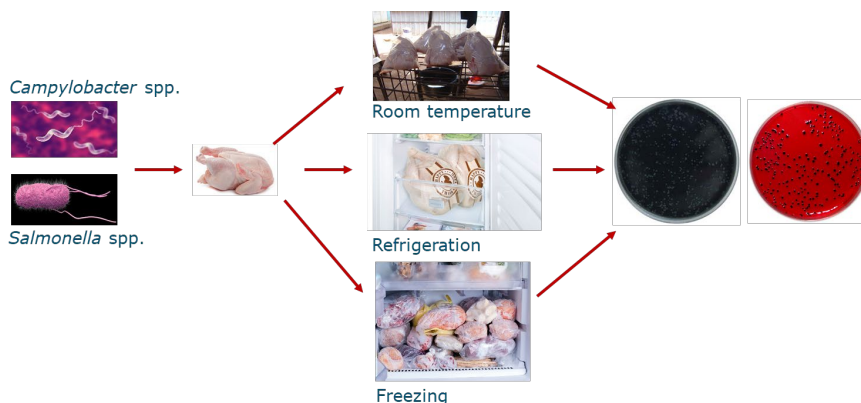 Campylobacter spp.
Salmonella spp.
Room temperature
Refrigeration
Freezing